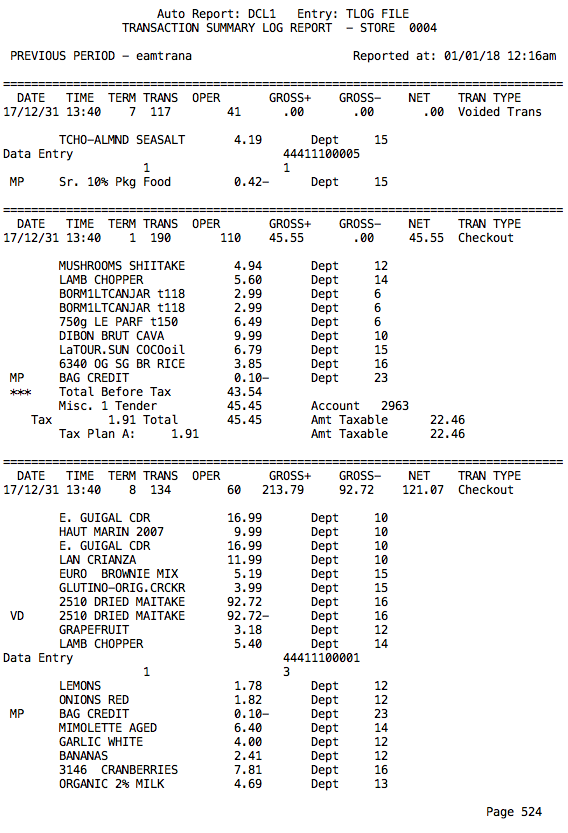 Auto Report: DCL1 Entry: TLOG FILE
TRANSACTION SUMMARY LOG REPORT - STORE 0004
PREVIOUS PERIOD - eamtrana Reported at: 01/01/18 12:16am
================================================================================
DATE TIME TERM TRANS OPER GROSS+ GROSS- NET TRAN TYPE
17/12/31 13:40 7 117 41 .00 .00 .00 Voided Trans
TCHO-ALMND SEASALT 4.19 Dept 15
Data Entry 44411100005
1 1
MP Sr. 10% Pkg Food 0.42- Dept 15
================================================================================
DATE TIME TERM TRANS OPER GROSS+ GROSS- NET TRAN TYPE
17/12/31 13:40 1 190 110 45.55 .00 45.55 Checkout
MUSHROOMS SHIITAKE 4.94 Dept 12
LAMB CHOPPER 5.60 Dept 14
BORM1LTCANJAR t118 2.99 Dept 6
BORM1LTCANJAR t118 2.99 Dept 6
750g LE PARF t150 6.49 Dept 6
DIBON BRUT CAVA 9.99 Dept 10
LaTOUR.SUN COCOoil 6.79 Dept 15
6340 OG SG BR RICE 3.85 Dept 16
MP BAG CREDIT 0.10- Dept 23
*** Total Before Tax 43.54
Misc. 1 Tender 45.45 Account 2963
Tax 1.91 Total 45.45 Amt Taxable 22.46
Tax Plan A: 1.91 Amt Taxable 22.46
================================================================================
DATE TIME TERM TRANS OPER GROSS+ GROSS- NET TRAN TYPE
17/12/31 13:40 8 134 60 213.79 92.72 121.07 Checkout
E. GUIGAL CDR 16.99 Dept 10
HAUT MARIN 2007 9.99 Dept 10
E. GUIGAL CDR 16.99 Dept 10
LAN CRIANZA 11.99 Dept 10
EURO BROWNIE MIX 5.19 Dept 15
GLUTINO-ORIG.CRCKR 3.99 Dept 15
2510 DRIED MAITAKE 92.72 Dept 16
VD 2510 DRIED MAITAKE 92.72- Dept 16
GRAPEFRUIT 3.18 Dept 12
LAMB CHOPPER 5.40 Dept 14
Data Entry 44411100001
1 3
LEMONS 1.78 Dept 12
ONIONS RED 1.82 Dept 12
MP BAG CREDIT 0.10- Dept 23
MIMOLETTE AGED 6.40 Dept 14
GARLIC WHITE 4.00 Dept 12
BANANAS 2.41 Dept 12
3146 CRANBERRIES 7.81 Dept 16
ORGANIC 2% MILK 4.69 Dept 13
Page 524